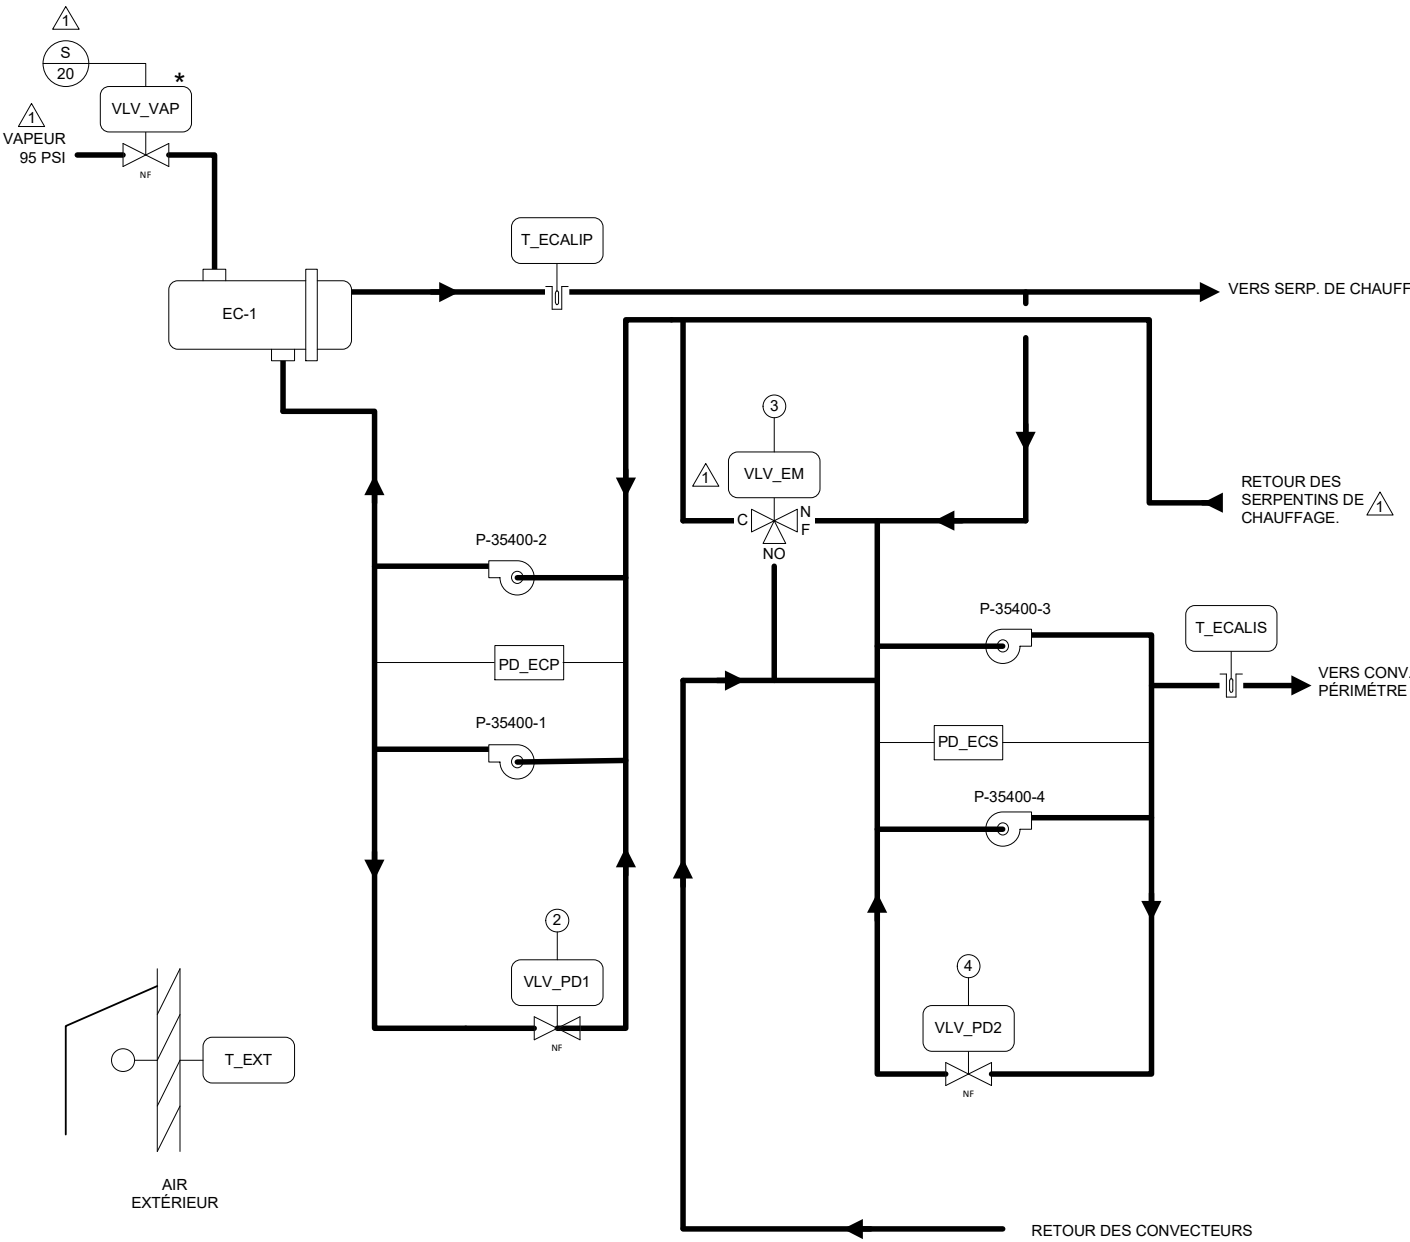 1
S
20
*
VLV_VAP
1
VAPEUR
95 PSI
NF
T_ECALIP
EC-1
VERS SERP. DE CHAUFF
3
1
VLV_EM
C
N
F
NO
RETOUR DES
SERPENTINS DE
CHAUFFAGE.
1
P-35400-2
P-35400-3
T_ECALIS
PD_ECP
VERS CONV.
PÉRIMÉTRE
P-35400-1
PD_ECS
P-35400-4
2
VLV_PD1
NF
4
VLV_PD2
NF
T_EXT
AIR
EXTÉRIEUR
RETOUR DES CONVECTEURS